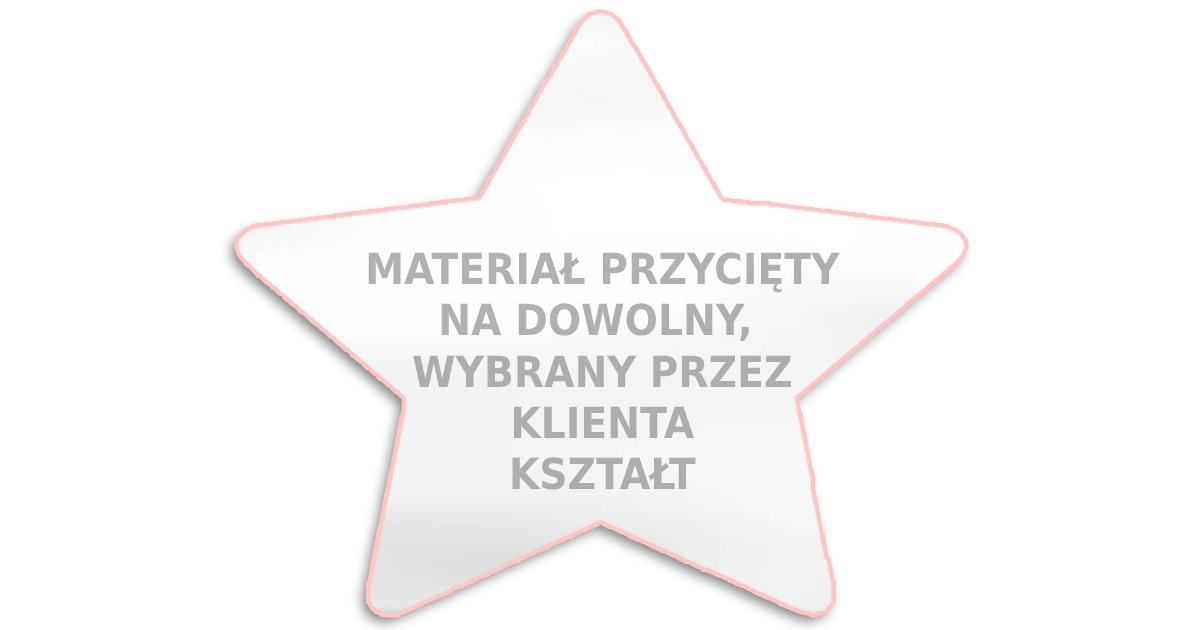 MATERIAŁ PRZYCIĘTY
NA DOWOLNY,
WYBRANY PRZEZ
KLIENTA
KSZTAŁT